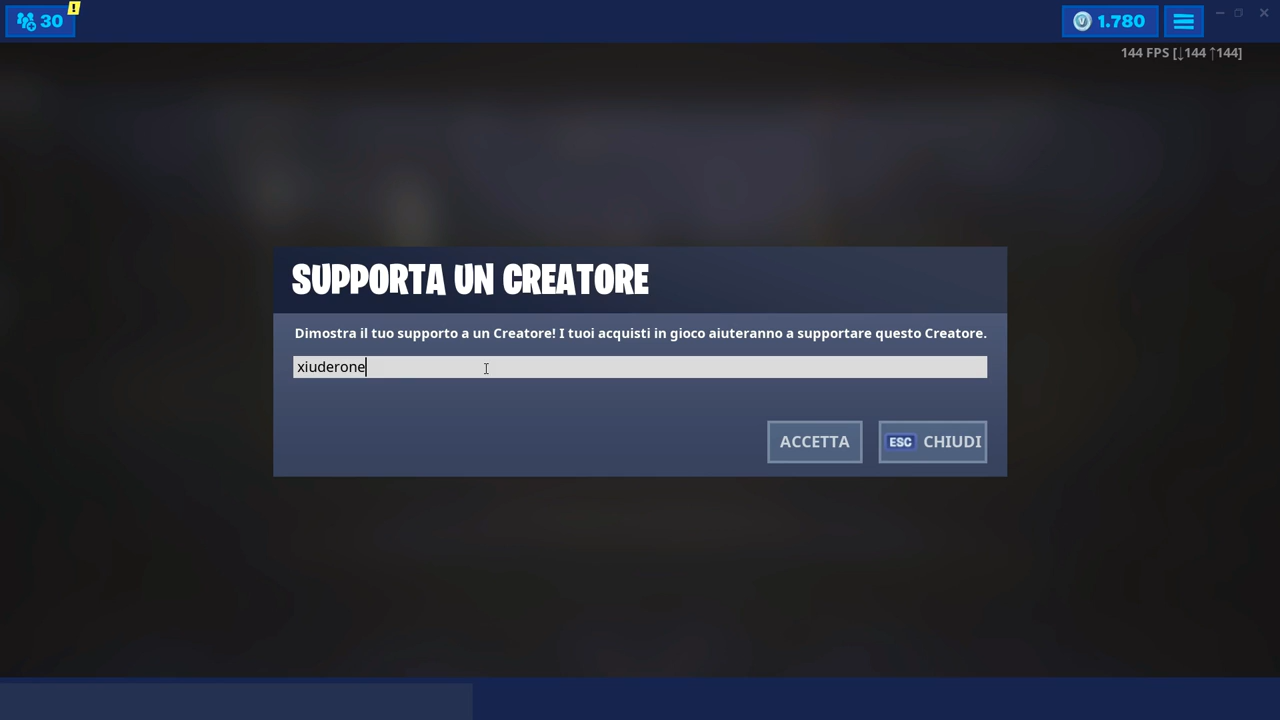 30
!
1.780
144 FPS [↓144 ↑144]
SUPPORTA UN CREATORE
Dimostra il tuo supporto a un Creatore! I tuoi acquisti in gioco aiuteranno a supportare questo Creatore.
xiuderone
ACCETTA
ESC CHIUDI